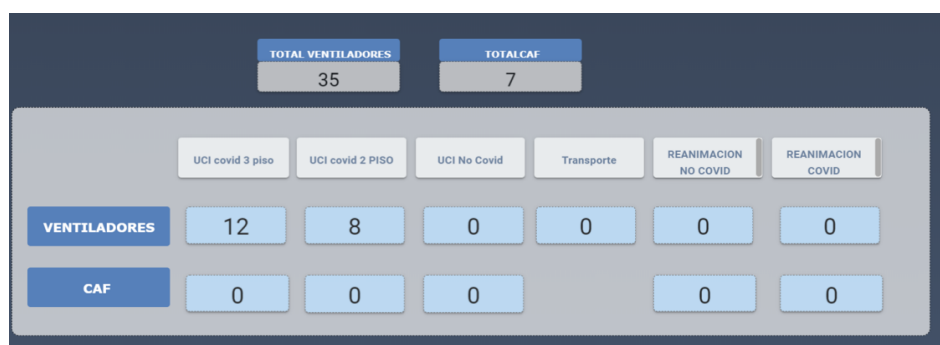 TOTAL VENTILADORES TOTALCAF
35 7
UCI covid 3 piso UCI covid 2 PISO UCI No Covid Transporte REANIMACION NO COVID REANIMACION COVID
VENTILADORES 12 8 0 0 0 0
CAF 0 0 0 0 0